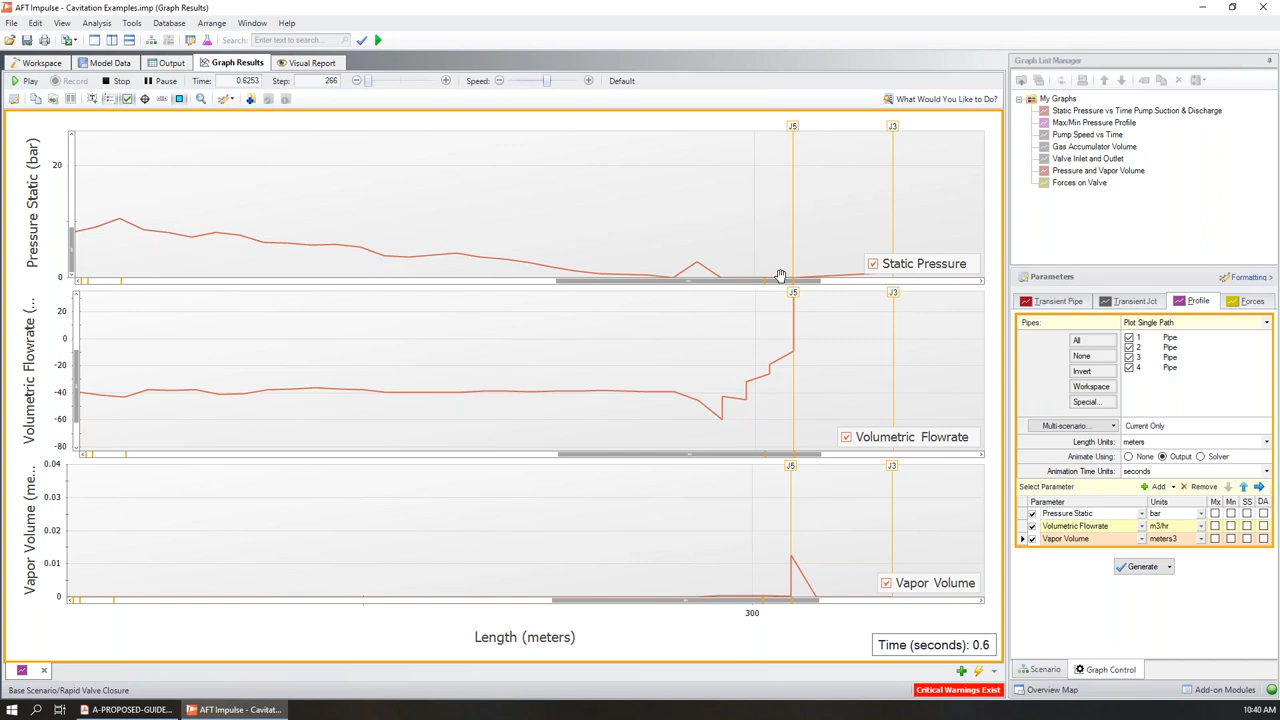 AFT Impulse - Cavitation Examples.imp (Graph Results)
File Edit View Analysis Tools Database Arrange Window Help
Search: Enter text to search...
Workspace Model Data Output Graph Results Visual Report
Play Record Stop Pause Time: 0.6253 Step: 266 Speed: Default
What Would You Like to Do?
Pressure Static (bar)
20
0
J5 J3
Static Pressure
Volumetric Flowrate (...
20
0
-20
-40
-60
-80
J5 J3
Volumetric Flowrate
Vapor Volume (me...
0.04
0.03
0.02
0.01
0
J5 J3
Vapor Volume
300
Length (meters)
Time (seconds): 0.6
Graph List Manager
My Graphs
Static Pressure vs Time Pump Suction & Discharge
Max/Min Pressure Profile
Pump Speed vs Time
Gas Accumulator Volume
Valve Inlet and Outlet
Pressure and Vapor Volume
Forces on Valve
Parameters Formatting >
Transient Pipe Transient Jct Profile Forces
Pipes: Plot Single Path
All
None
Invert
Workspace
Special...
1 Pipe
2 Pipe
3 Pipe
4 Pipe
Multi-scenario... Current Only
Length Units: meters
Animate Using: None Output Solver
Animation Time Units: seconds
Select Parameter Add Remove
Parameter Units Mx Mn SS DA
Pressure Static bar
Volumetric Flowrate m3/hr
Vapor Volume meters3
Generate
Scenario Graph Control
Base Scenario/Rapid Valve Closure
Critical Warnings Exist
Overview Map Add-on Modules
A-PROPOSED-GUIDE... AFT Impulse - Cavitat...
10:40 AM